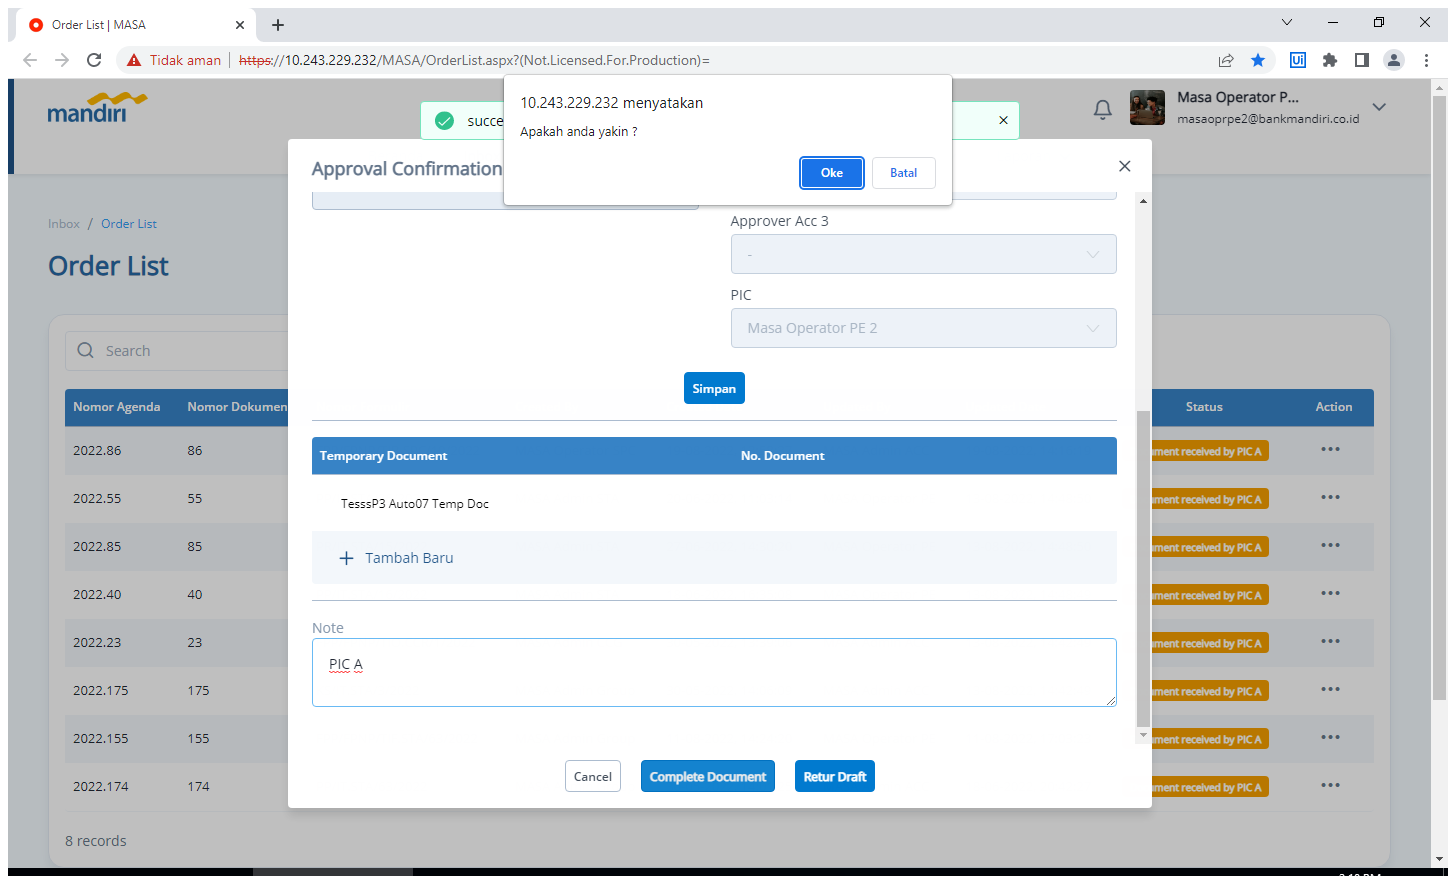 Order List | MASA
Tidak aman
https://10.243.229.232/MASA/OrderList.aspx?(Not.Licensed.For.Production)=
10.243.229.232 menyatakan
Apakah anda yakin ?
Oke
Batal
mandiri
succe
Masa Operator P...
masaoprpe2@bankmandiri.co.id
Approval Confirmation
Inbox / Order List
Order List
Search
Approver Acc 3
-
PIC
Masa Operator PE 2
Simpan
Nomor Agenda Nomor Dokumen Status Action
Temporary Document No. Document
2022.86 86 ment received by PIC A
TesssP3 Auto07 Temp Doc
2022.55 55 ment received by PIC A
2022.85 85 ment received by PIC A
+ Tambah Baru
2022.40 40 ment received by PIC A
Note
2022.23 23 ment received by PIC A
PIC A
2022.175 175 ment received by PIC A
2022.155 155 ment received by PIC A
2022.174 174 ment received by PIC A
Cancel
Complete Document
Retur Draft
8 records